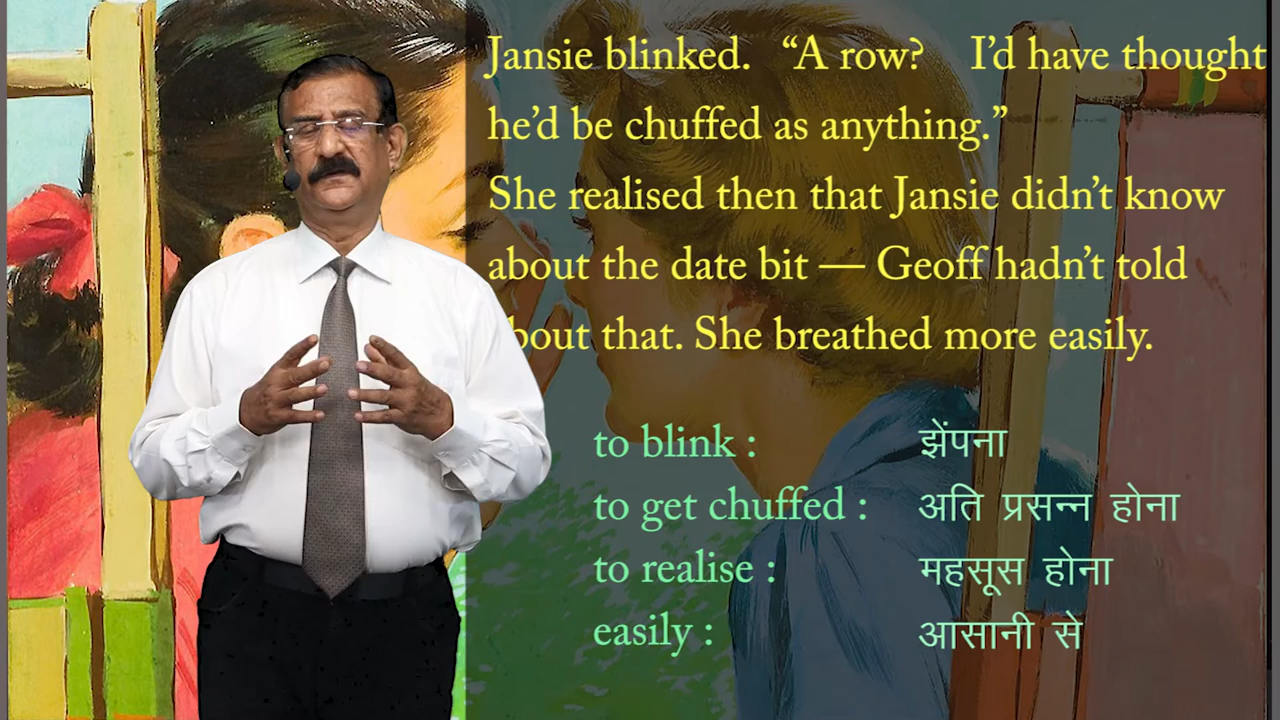 Jansie blinked. “A row? I’d have thought
he’d be chuffed as anything.”
She realised then that Jansie didn’t know
about the date bit — Geoff hadn’t told
about that. She breathed more easily.
to blink : झेंपना
to get chuffed : अति प्रसन्न होना
to realise : महसूस होना
easily : आसानी से